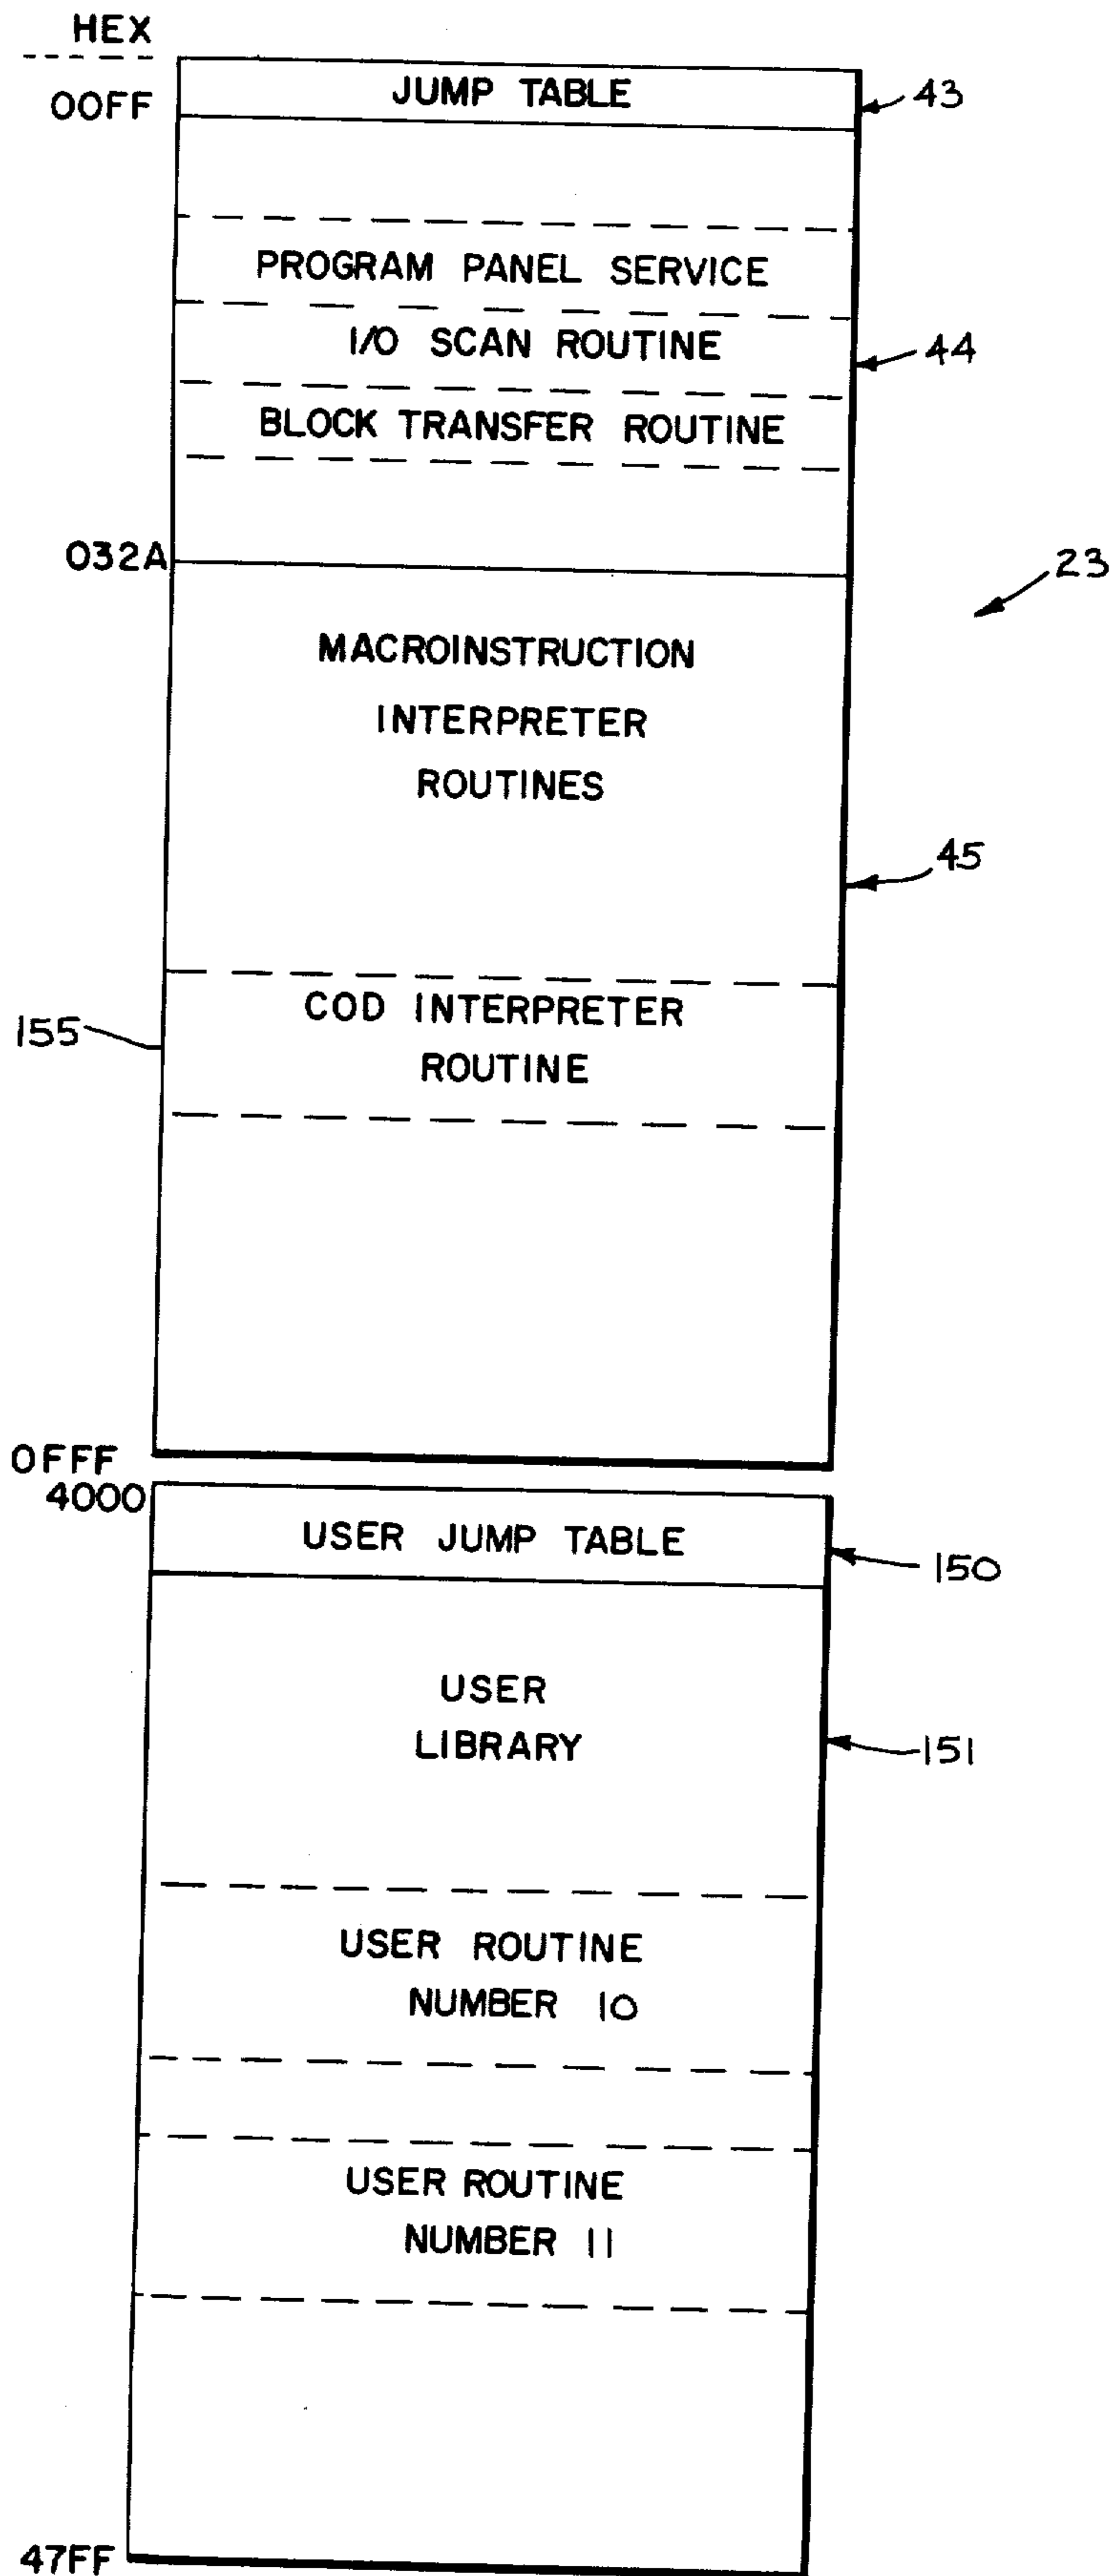 HEX
00FF
JUMP TABLE
43
PROGRAM PANEL SERVICE
I/O SCAN ROUTINE
44
BLOCK TRANSFER ROUTINE
032A
23
MACROINSTRUCTION
INTERPRETER
ROUTINES
45
COD INTERPRETER
155
ROUTINE
0FFF
4000
USER JUMP TABLE
150
USER
LIBRARY
151
USER ROUTINE
NUMBER 10
USER ROUTINE
NUMBER 11
47FF